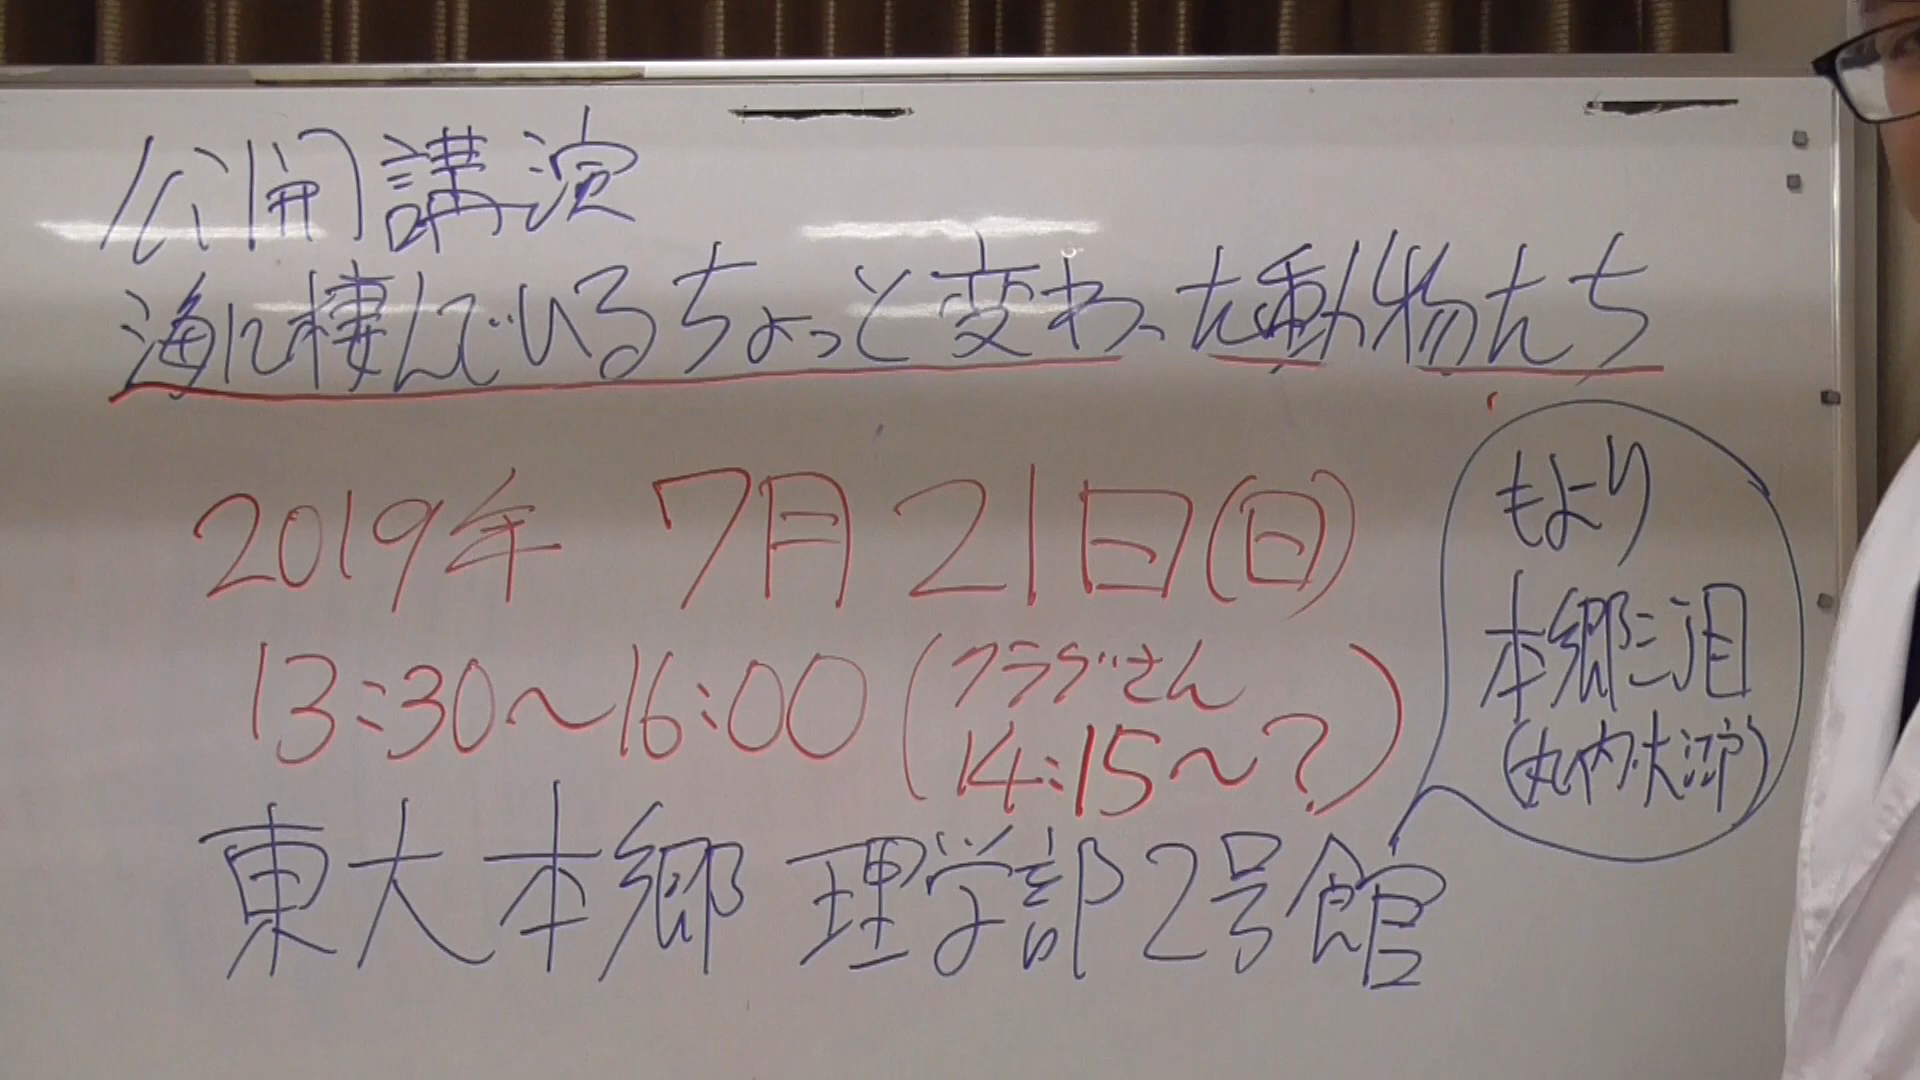 公開講演
海に棲んでいるちょっと変わった動物たち
2019年 7月21日(日)
13:30~16:00 (クラゲさん
14:15~?)
東大本郷 理学部2号館
もより
本郷三丁目
(丸内・大江戸)